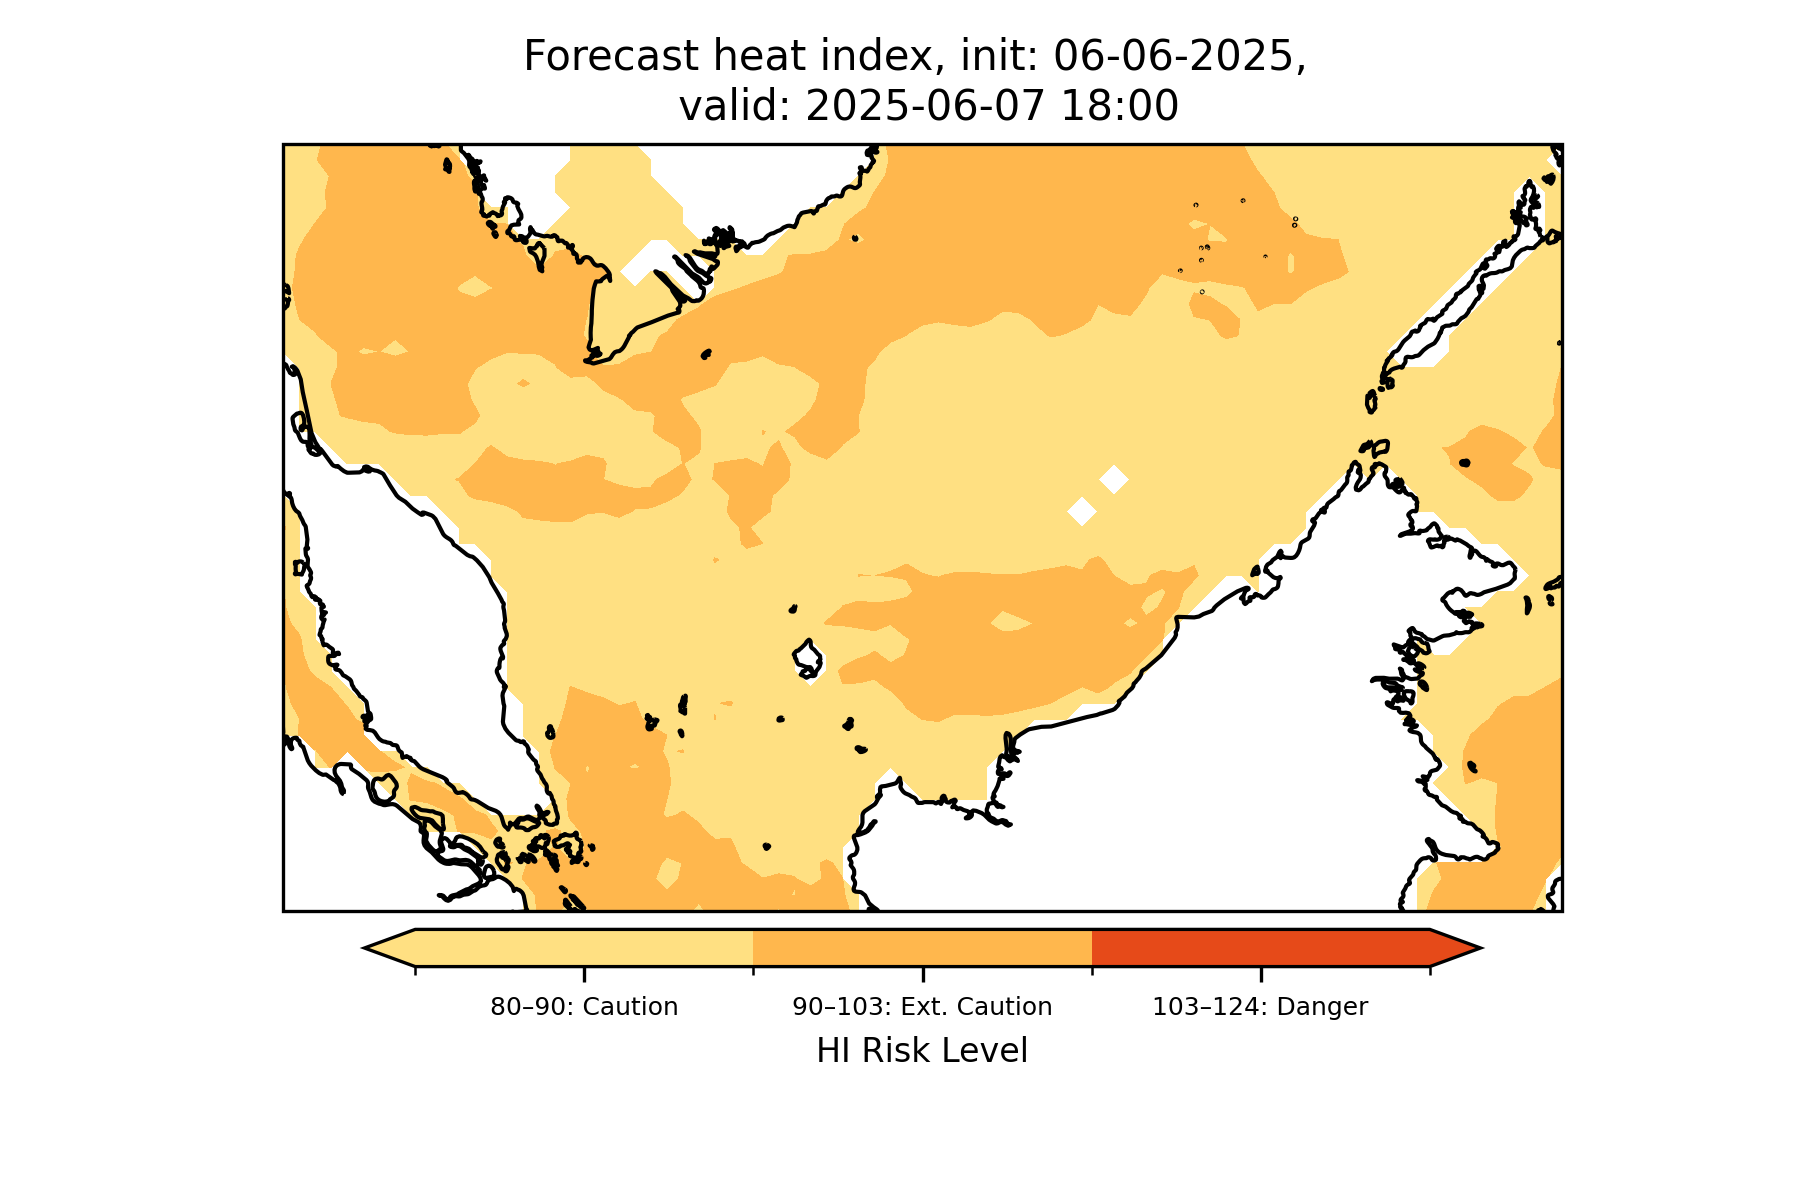 Forecast heat index, init: 06-06-2025,
valid: 2025-06-07 18:00
80–90: Caution
90–103: Ext. Caution
103–124: Danger
HI Risk Level